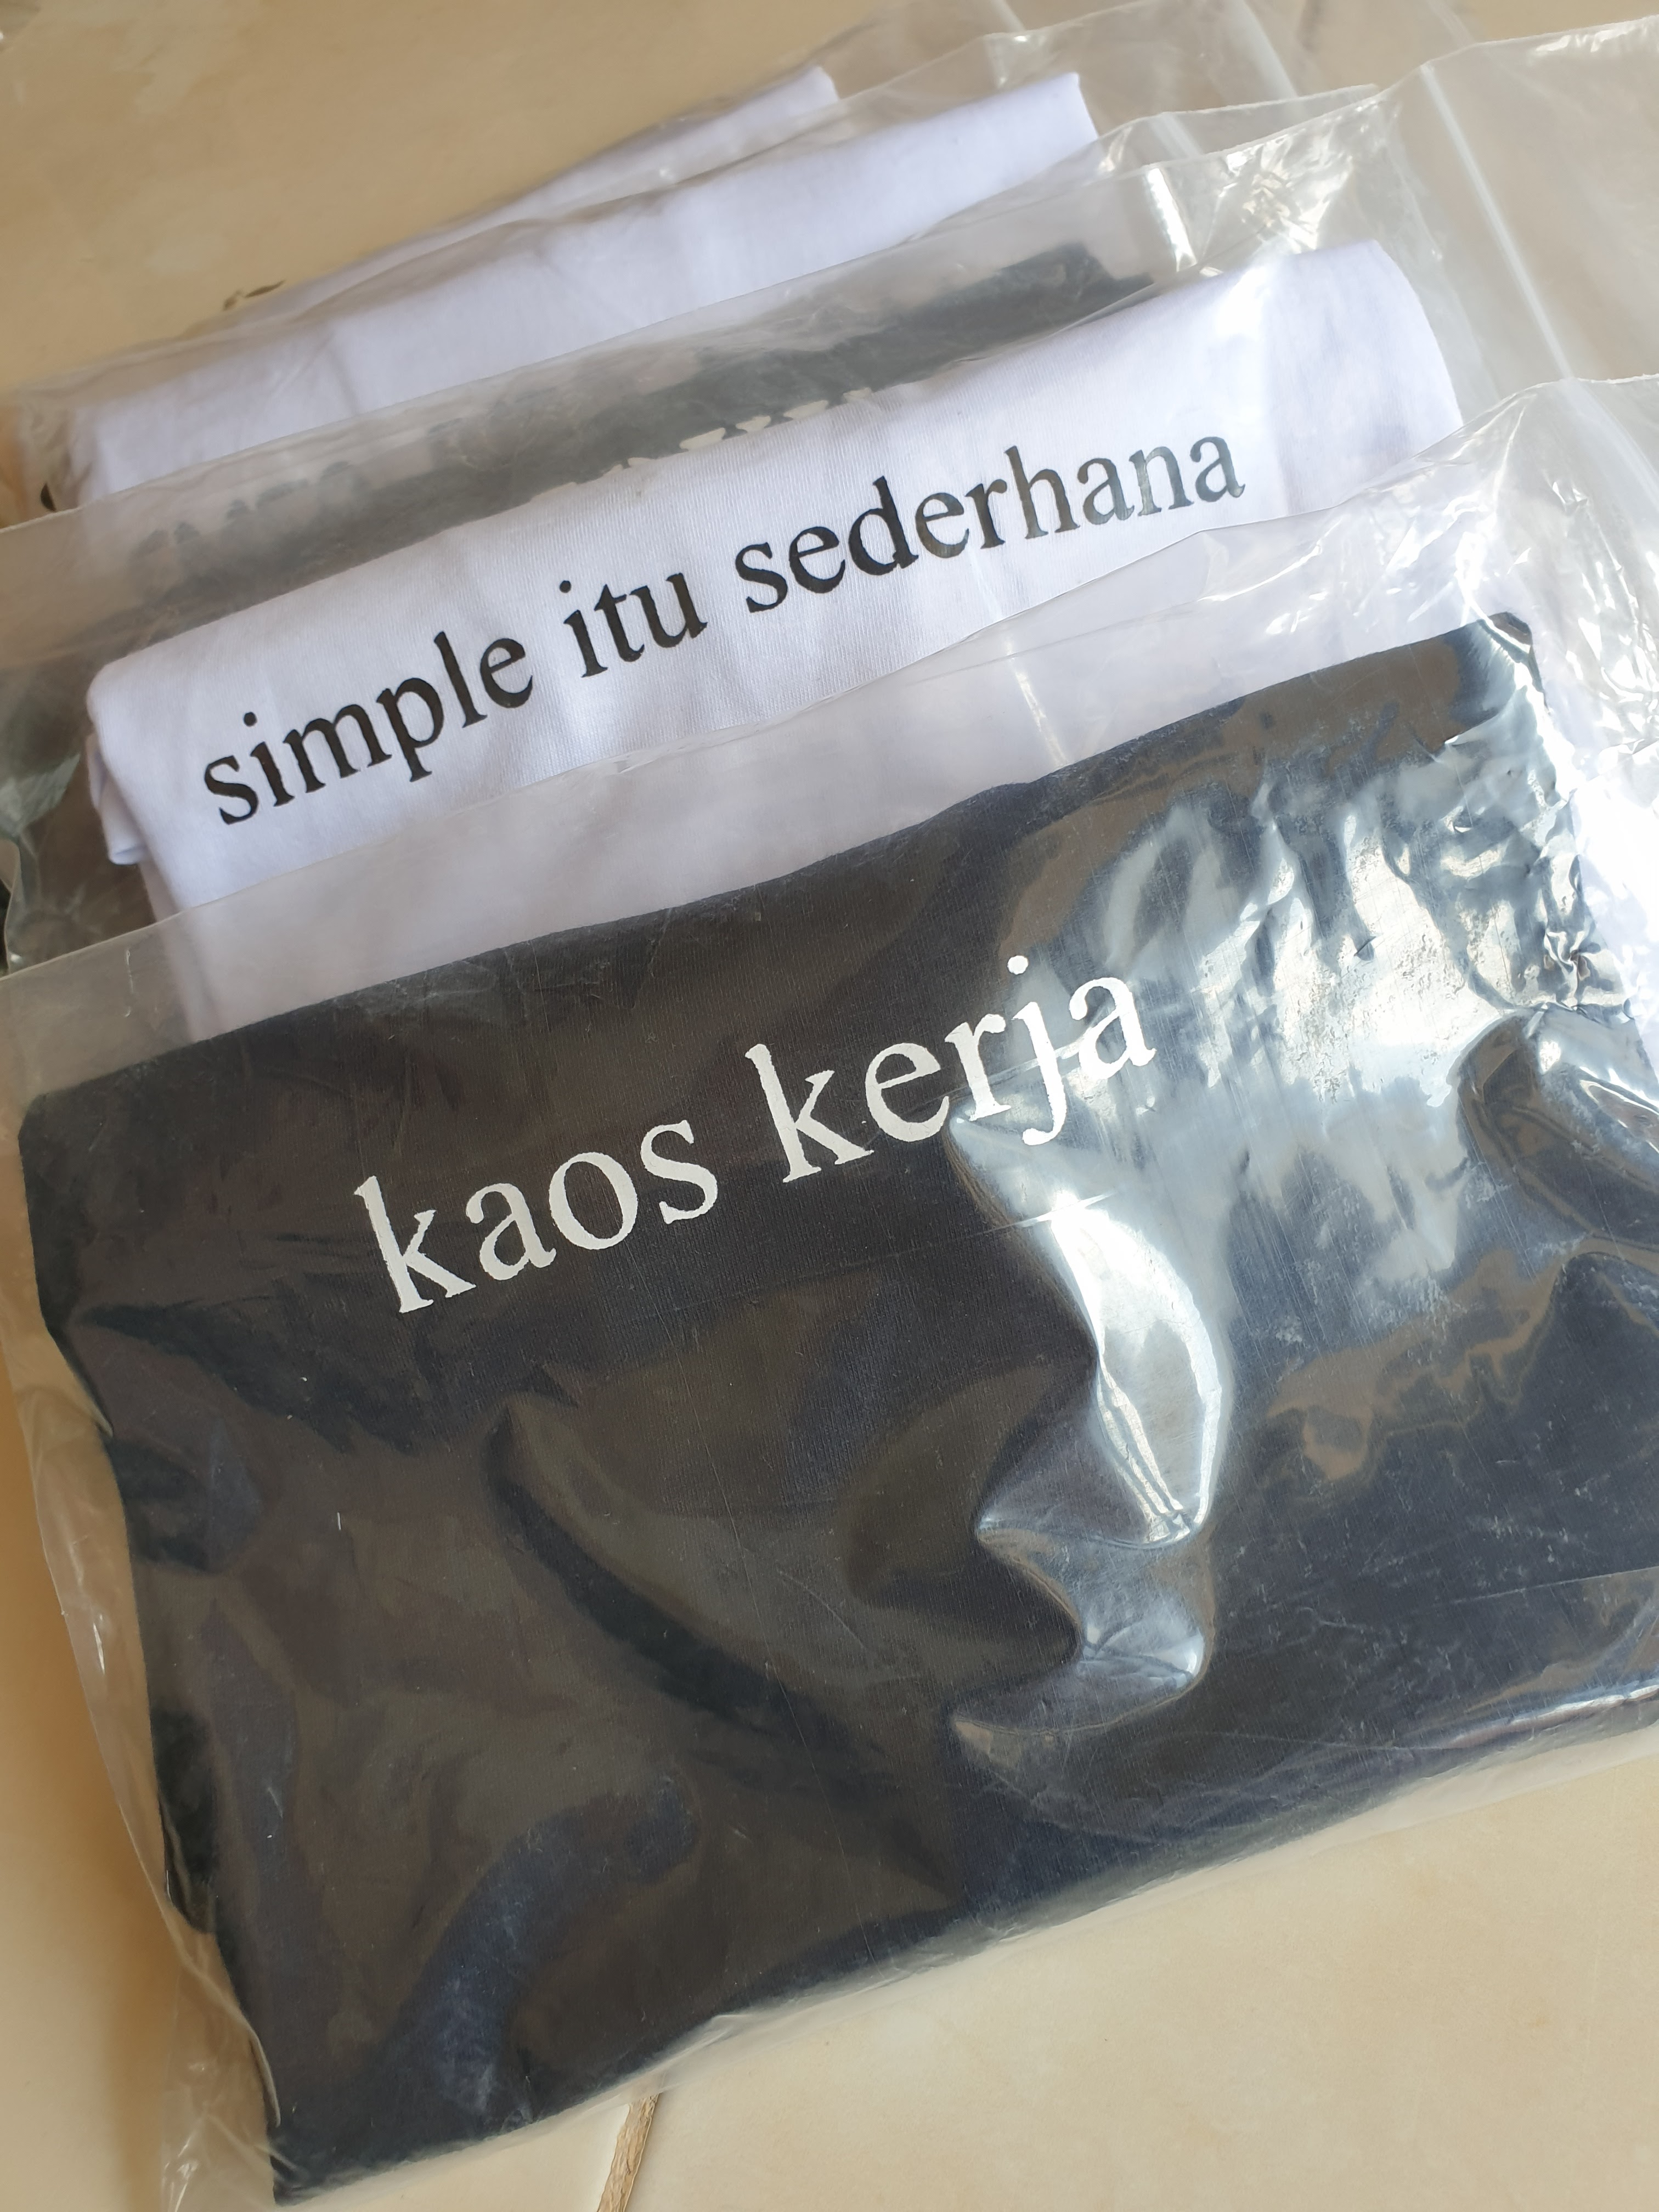 simple itu sederhana
kaos kerja